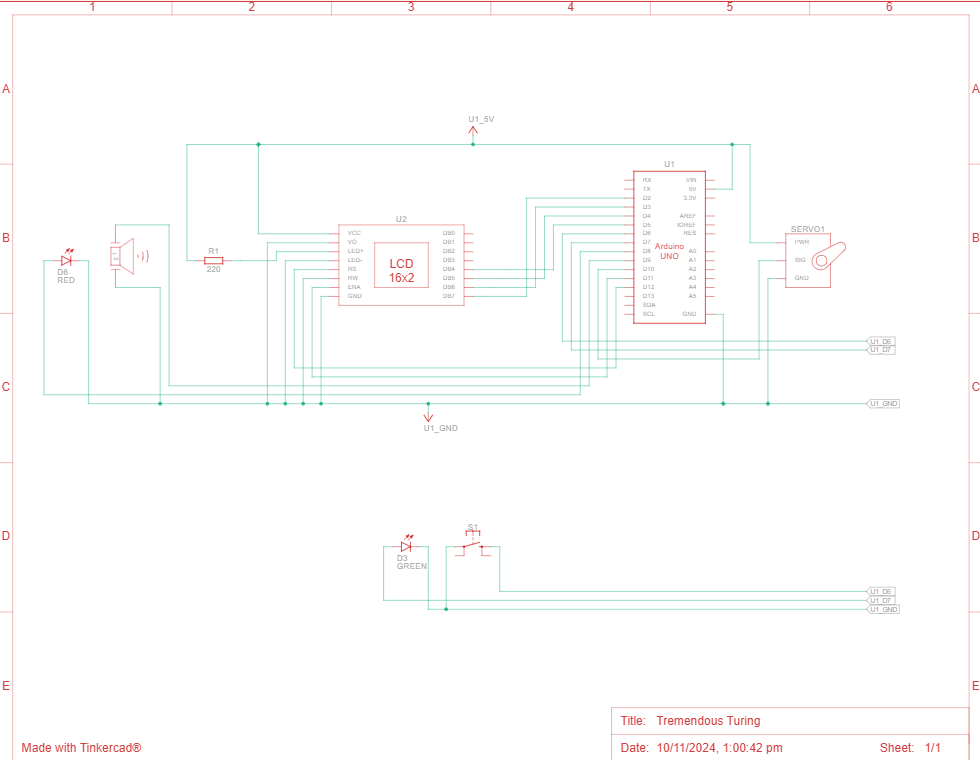 1 2 3 4 5 6
A A
U1_5V
U1
RX VIN
TX 5V
D2 3.3V
D3
D4 AREF
D5 IOREF
D6 RES
D7
D8 A0
D9 A1
D10 A2
D11 A3
D12 A4
D13 A5
SDA
SCL GND
Arduino
UNO
B B
SERVO1
PWR
SIG
GND
U2
VCC DB0
VO DB1
LED+ DB2
LED- DB3
RS DB4
RW DB5
ENA DB6
GND DB7
LCD
16x2
R1
220
D6
RED
U1_D6
U1_D7
C C
U1_GND
U1_GND
D D
S1
D3
GREEN
U1_D6
U1_D7
U1_GND
E E
Title: Tremendous Turing
Made with Tinkercad®
Date: 10/11/2024, 1:00:42 pm Sheet: 1/1